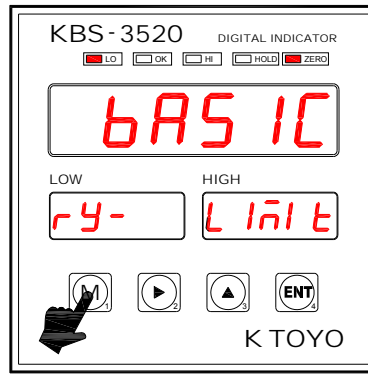 KBS-3520 DIGITAL INDICATOR
LO OK HI HOLD ZERO
bASIC
LOW HIGH
rY- LImIt
M 1 2 3 ENT 4
K TOYO